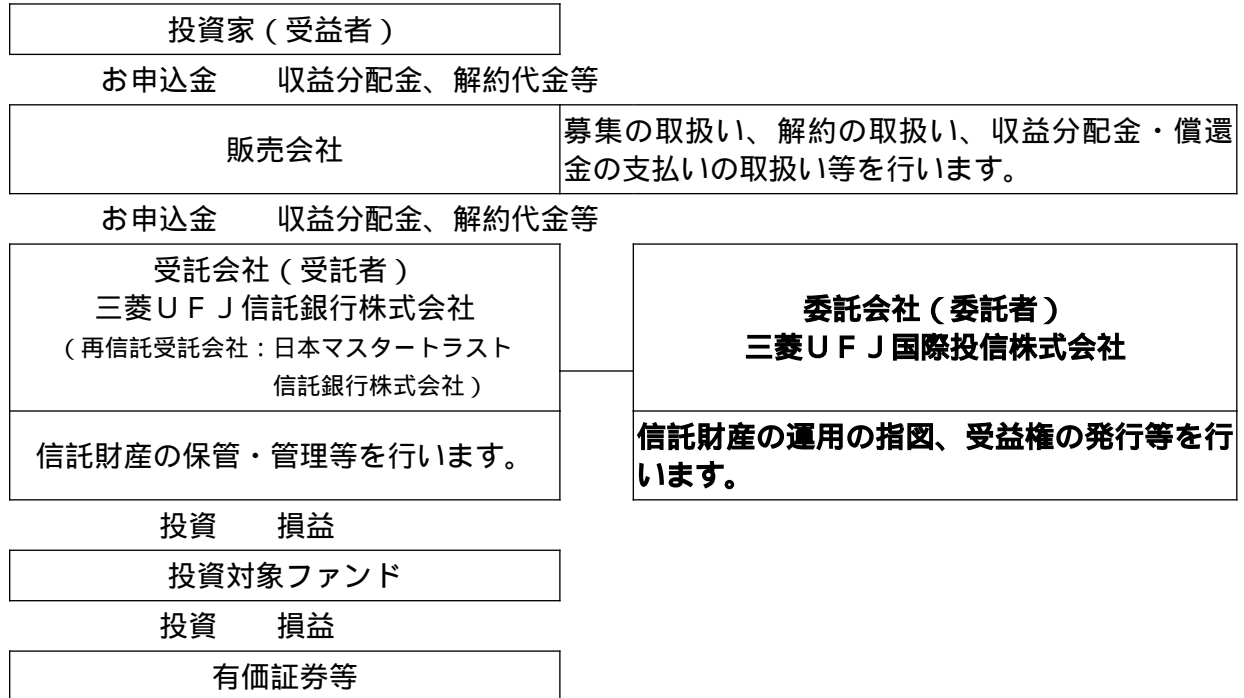 投資家（受益者）
お申込金　　収益分配金、解約代金等
販売会社
募集の取扱い、解約の取扱い、収益分配金・償還
金の支払いの取扱い等を行います。
お申込金　　収益分配金、解約代金等
受託会社（受託者）
三菱ＵＦＪ信託銀行株式会社
（再信託受託会社：日本マスタートラスト
信託銀行株式会社）
委託会社（委託者）
三菱ＵＦＪ国際投信株式会社
信託財産の保管・管理等を行います。
信託財産の運用の指図、受益権の発行等を行
います。
投資　　損益
投資対象ファンド
投資　　損益
有価証券等